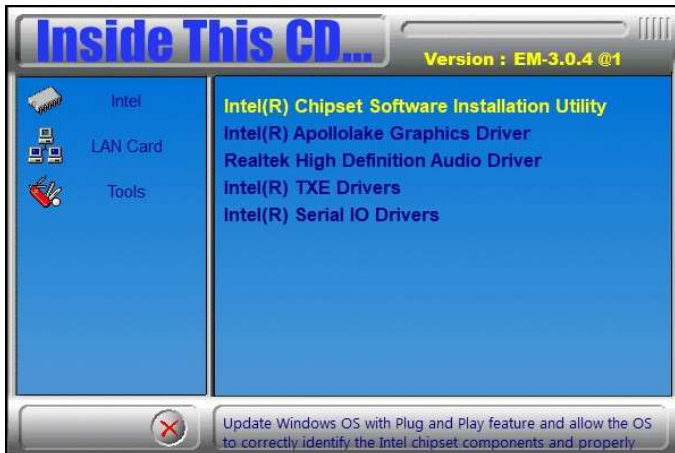 Inside This CD...
Version : EM-3.0.4 @1
Intel
LAN Card
Tools
Intel(R) Chipset Software Installation Utility
Intel(R) Apollolake Graphics Driver
Realtek High Definition Audio Driver
Intel(R) TXE Drivers
Intel(R) Serial IO Drivers
Update Windows OS with Plug and Play feature and allow the OS
to correctly identify the Intel chipset components and properly